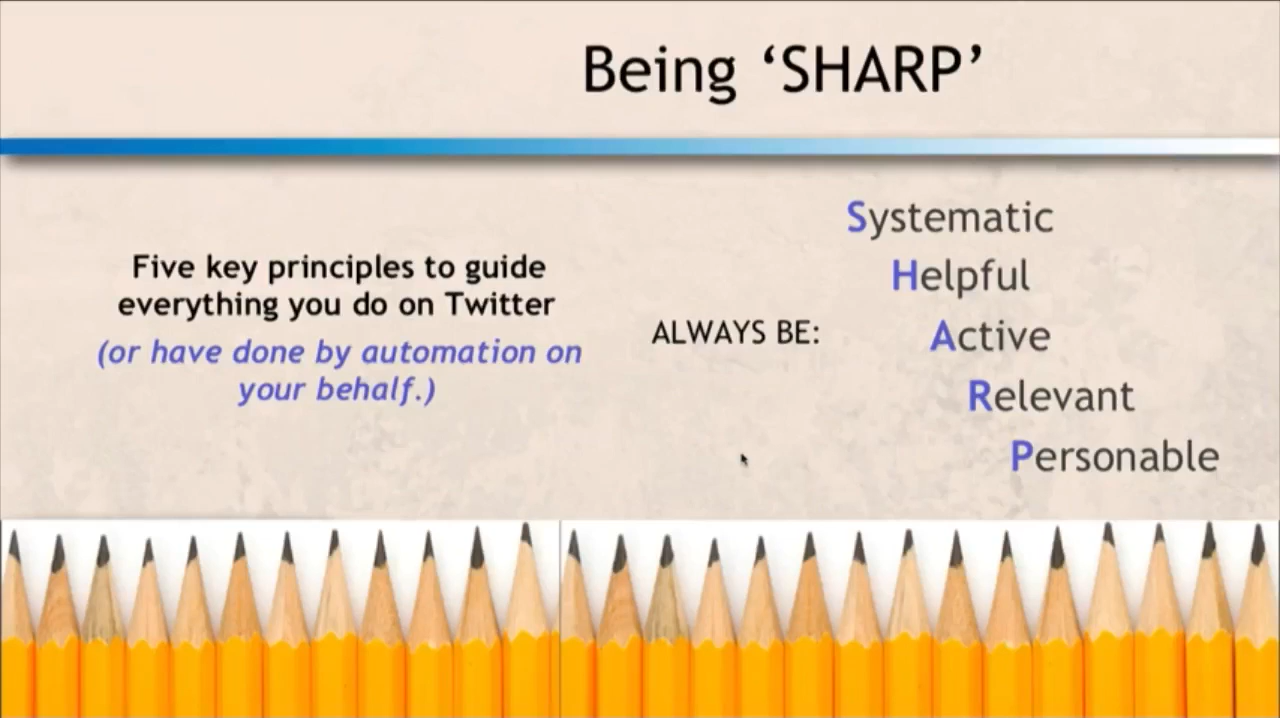 Being ‘SHARP’
Five key principles to guide
everything you do on Twitter
(or have done by automation on
your behalf.)
ALWAYS BE:
Systematic
Helpful
Active
Relevant
Personable